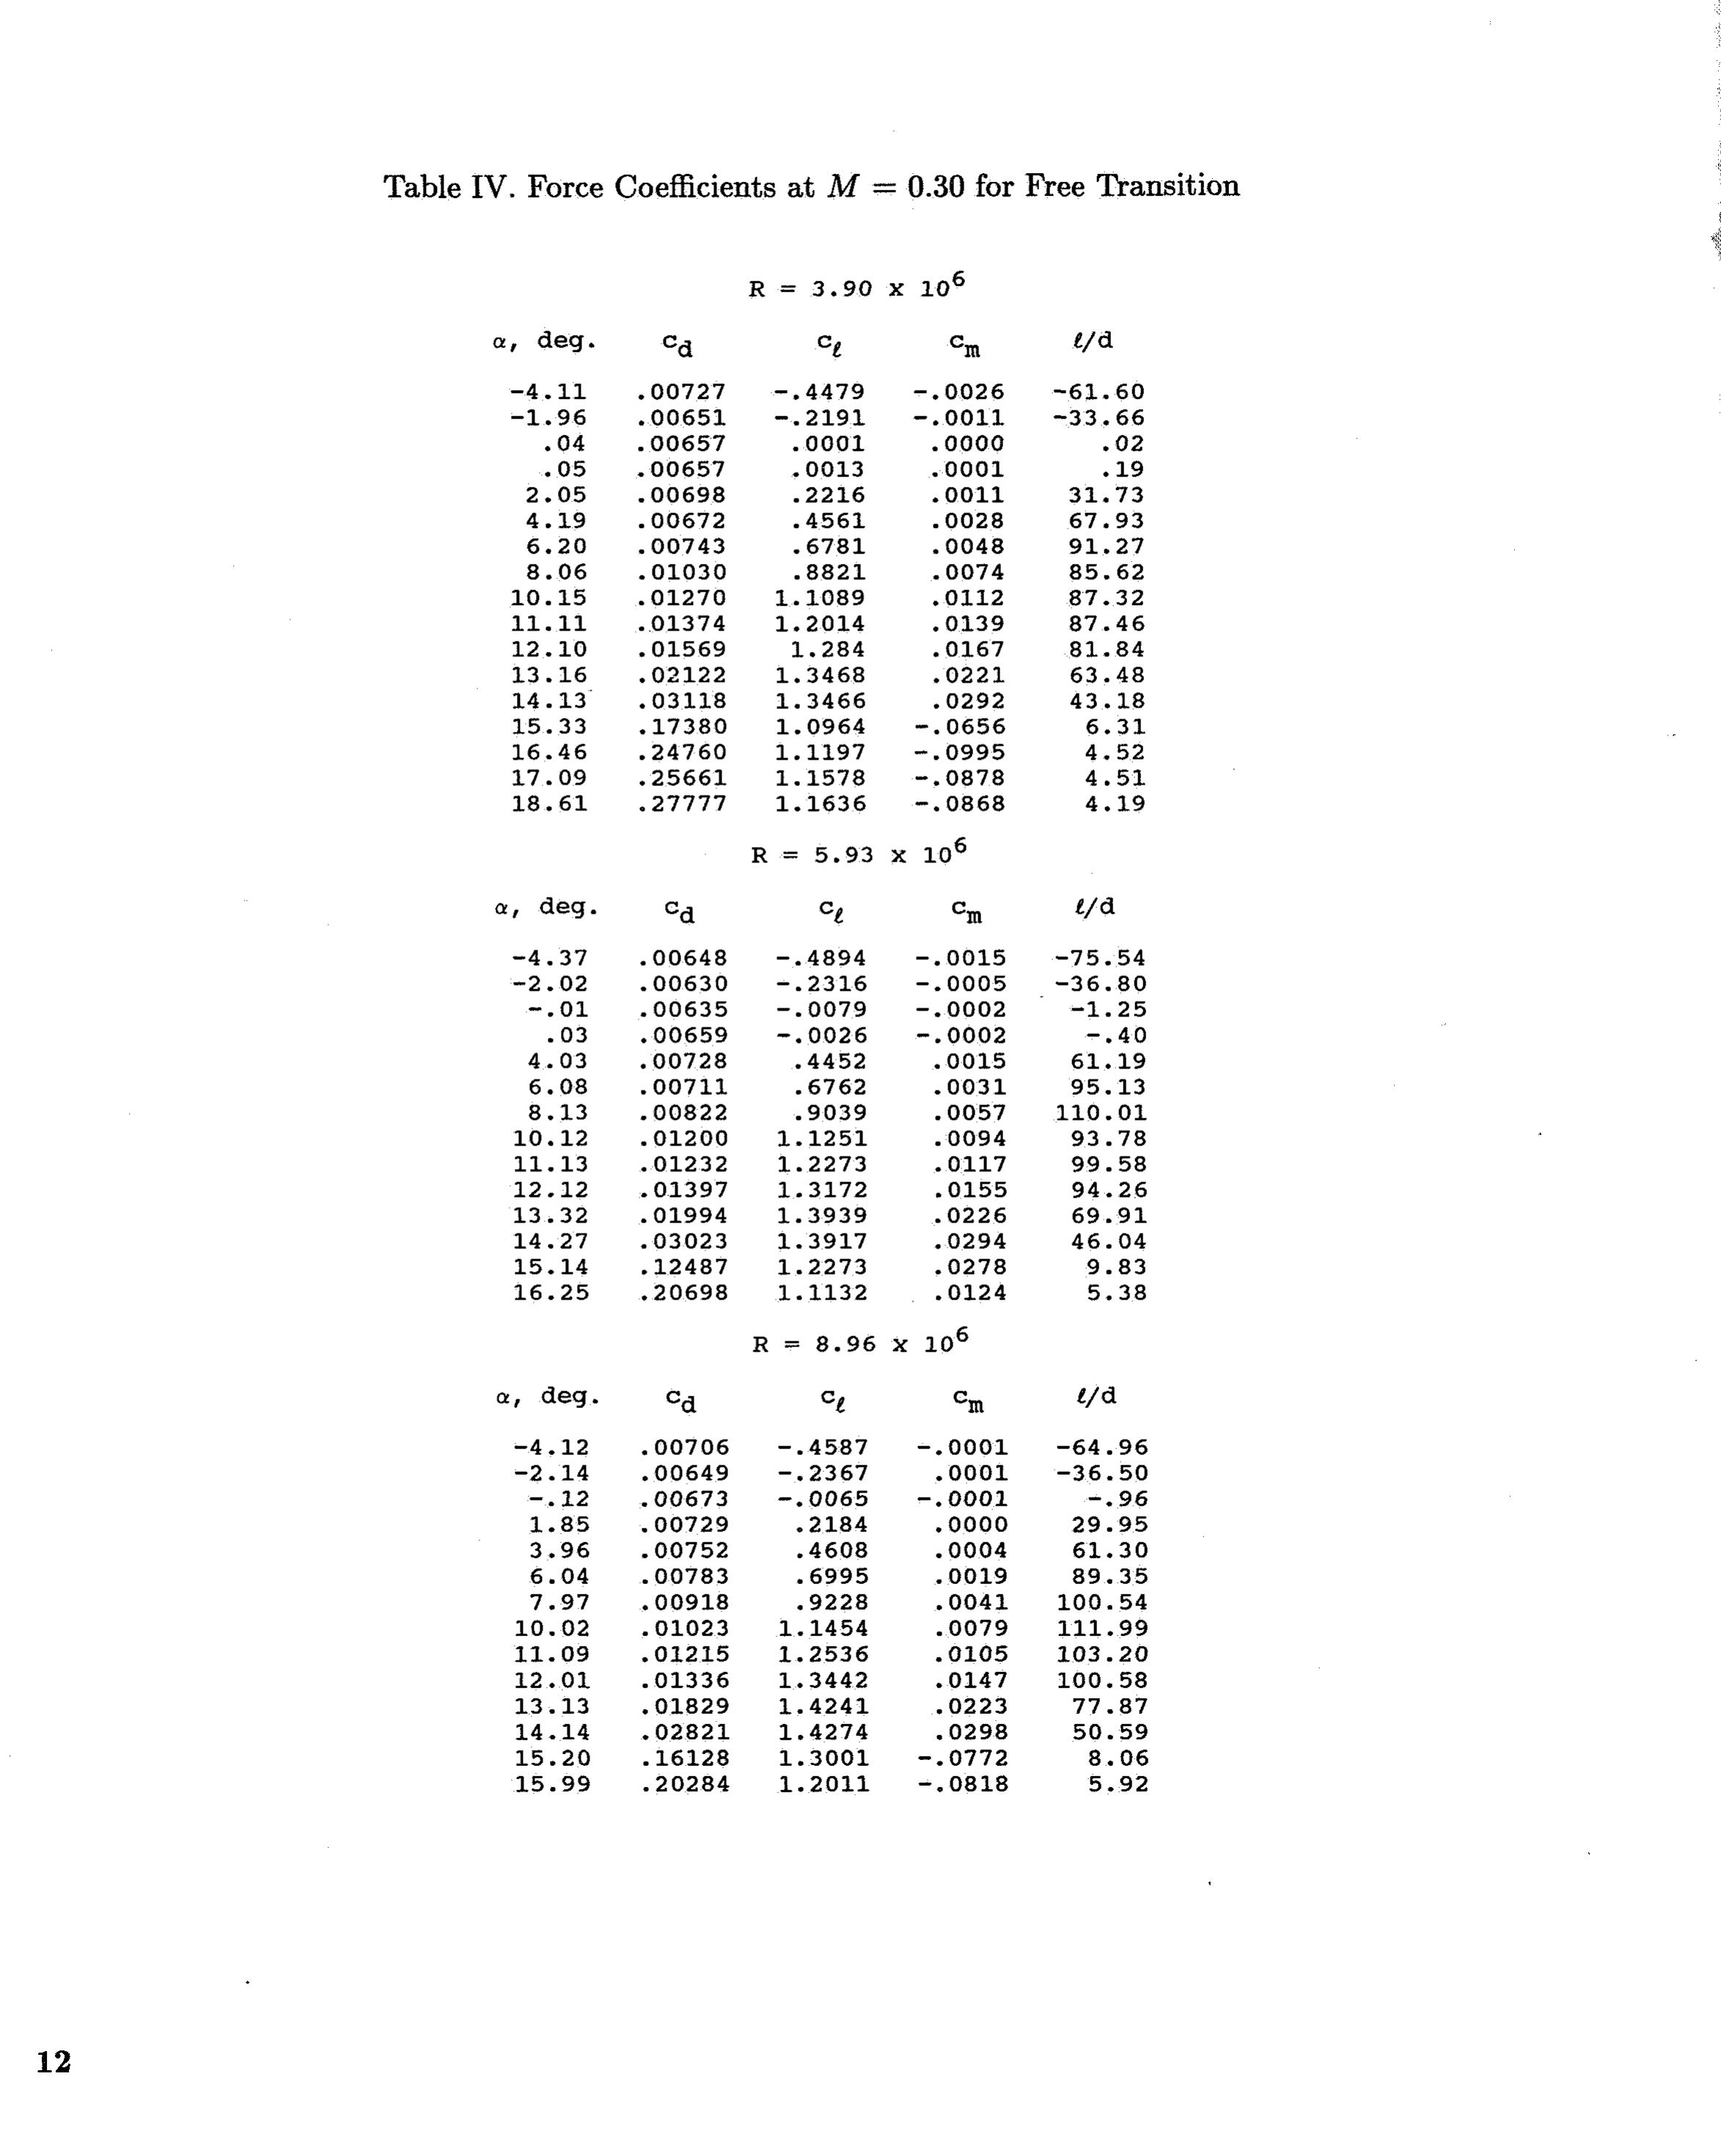 Table IV. Force Coefficients at M = 0.30 for Free Transition
R = 3.90 x 10⁶
α, deg. c_d c_ℓ c_m ℓ/d
-4.11 .00727 -.4479 -.0026 -61.60
-1.96 .00651 -.2191 -.0011 -33.66
.04 .00657 .0001 .0000 .02
.05 .00657 .0013 .0001 .19
2.05 .00698 .2216 .0011 31.73
4.19 .00672 .4561 .0028 67.93
6.20 .00743 .6781 .0048 91.27
8.06 .01030 .8821 .0074 85.62
10.15 .01270 1.1089 .0112 87.32
11.11 .01374 1.2014 .0139 87.46
12.10 .01569 1.284 .0167 81.84
13.16 .02122 1.3468 .0221 63.48
14.13 .03118 1.3466 .0292 43.18
15.33 .17380 1.0964 -.0656 6.31
16.46 .24760 1.1197 -.0995 4.52
17.09 .25661 1.1578 -.0878 4.51
18.61 .27777 1.1636 -.0868 4.19
R = 5.93 x 10⁶
α, deg. c_d c_ℓ c_m ℓ/d
-4.37 .00648 -.4894 -.0015 -75.54
-2.02 .00630 -.2316 -.0005 -36.80
-.01 .00635 -.0079 -.0002 -1.25
.03 .00659 -.0026 -.0002 -.40
4.03 .00728 .4452 .0015 61.19
6.08 .00711 .6762 .0031 95.13
8.13 .00822 .9039 .0057 110.01
10.12 .01200 1.1251 .0094 93.78
11.13 .01232 1.2273 .0117 99.58
12.12 .01397 1.3172 .0155 94.26
13.32 .01994 1.3939 .0226 69.91
14.27 .03023 1.3917 .0294 46.04
15.14 .12487 1.2273 .0278 9.83
16.25 .20698 1.1132 .0124 5.38
R = 8.96 x 10⁶
α, deg. c_d c_ℓ c_m ℓ/d
-4.12 .00706 -.4587 -.0001 -64.96
-2.14 .00649 -.2367 .0001 -36.50
-.12 .00673 -.0065 -.0001 -.96
1.85 .00729 .2184 .0000 29.95
3.96 .00752 .4608 .0004 61.30
6.04 .00783 .6995 .0019 89.35
7.97 .00918 .9228 .0041 100.54
10.02 .01023 1.1454 .0079 111.99
11.09 .01215 1.2536 .0105 103.20
12.01 .01336 1.3442 .0147 100.58
13.13 .01829 1.4241 .0223 77.87
14.14 .02821 1.4274 .0298 50.59
15.20 .16128 1.3001 -.0772 8.06
15.99 .20284 1.2011 -.0818 5.92
12